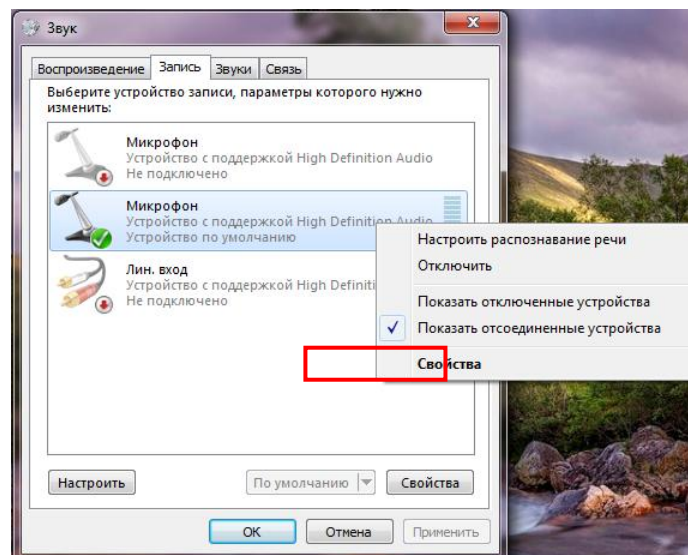 Звук
Воспроизведение Запись Звуки Связь
Выберите устройство записи, параметры которого нужно
изменить:
Микрофон
Устройство с поддержкой High Definition Audio
Не подключено
Микрофон
Устройство с поддержкой High Definition Audio
Устройство по умолчанию
Лин. вход
Устройство с поддержкой High Definiti
Не подключено
Настроить распознавание речи
Отключить
Показать отключенные устройства
Показать отсоединенные устройства
Свойства
Настроить По умолчанию Свойства
ОК Отмена Применить